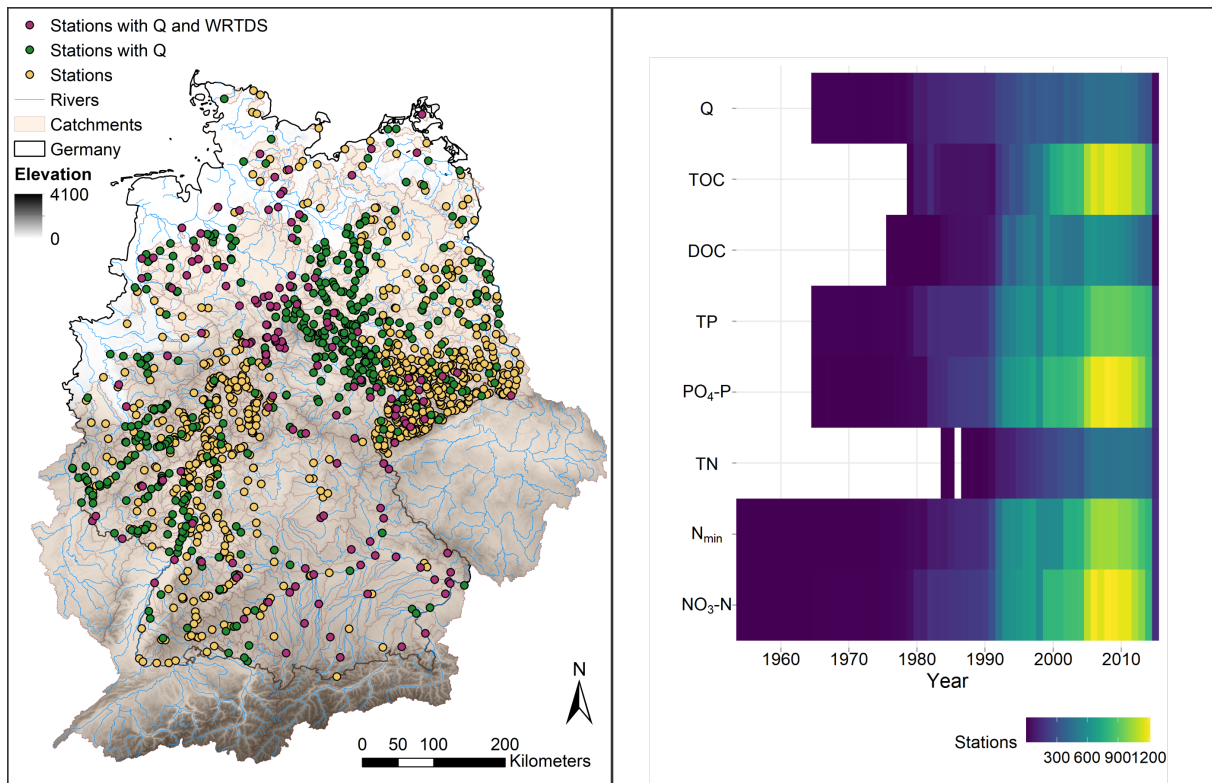 Stations with Q and WRTDS
Stations with Q
Stations
Rivers
Catchments
Germany
Elevation
4100
0
N
0 50 100 200
Kilometers
Q
TOC
DOC
TP
PO₄-P
TN
Nₘᵢₙ
NO₃-N
1960 1970 1980 1990 2000 2010
Year
Stations
300 600 900 1200